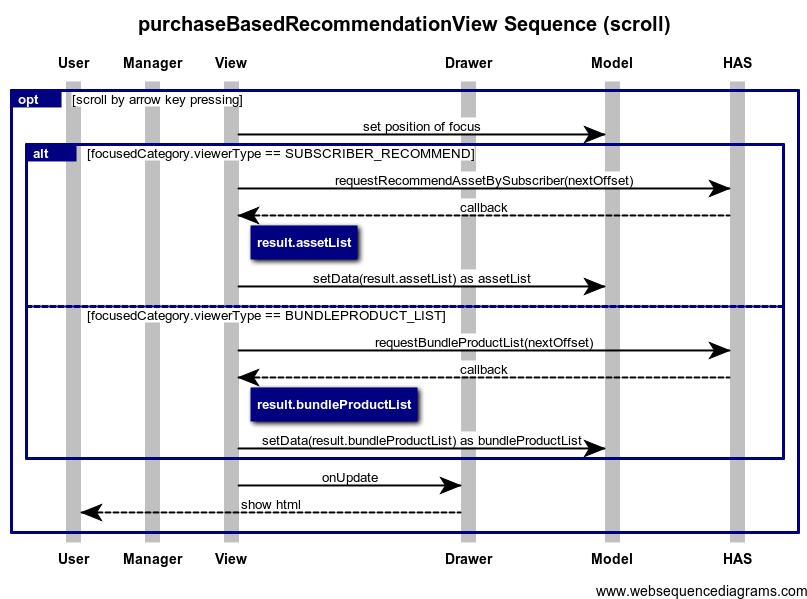 purchaseBasedRecommendationView Sequence (scroll)
User Manager View Drawer Model HAS
opt [scroll by arrow key pressing]
set position of focus
alt [focusedCategory.viewerType == SUBSCRIBER_RECOMMEND]
requestRecommendAssetBySubscriber(nextOffset)
callback
result.assetList
setData(result.assetList) as assetList
[focusedCategory.viewerType == BUNDLEPRODUCT_LIST]
requestBundleProductList(nextOffset)
callback
result.bundleProductList
setData(result.bundleProductList) as bundleProductList
onUpdate
show html
User Manager View Drawer Model HAS
www.websequencediagrams.com